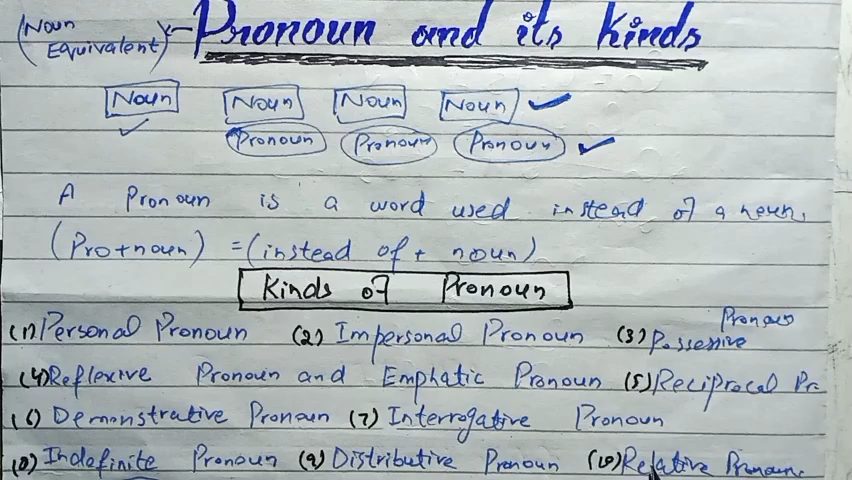 (Noun Equivalent) Pronoun and its Kinds
Noun Noun Noun Noun
Pronoun Pronoun Pronoun
A Pronoun is a word used instead of a noun.
(Pro+noun) = (instead of + noun)
Kinds of Pronoun
(1) Personal Pronoun (2) Impersonal Pronoun (3) Possessive Pronoun
(4) Reflexive Pronoun and Emphatic Pronoun (5) Reciprocal Pr
(6) Demonstrative Pronoun (7) Interrogative Pronoun
(8) Indefinite Pronoun (9) Distributive Pronoun (10) Relative Pronoun